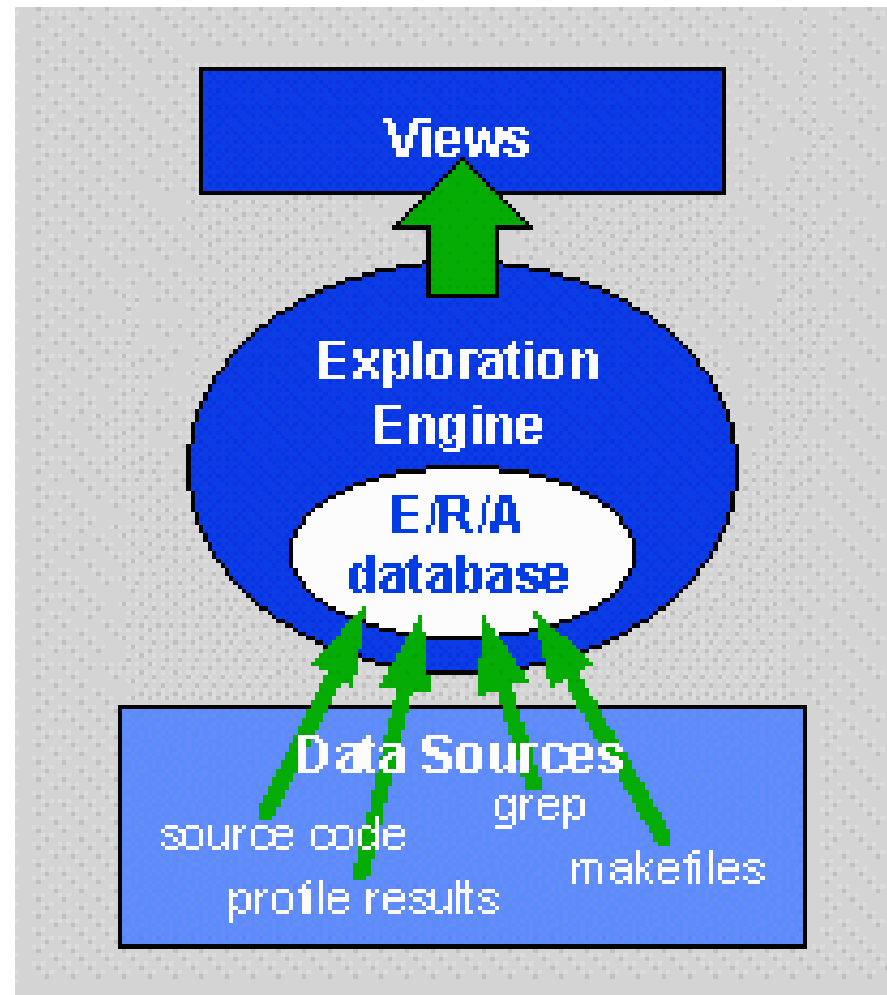 Views
Exploration
Engine
E/R/A
database
Data Sources
grep
source code
makefiles
profile results